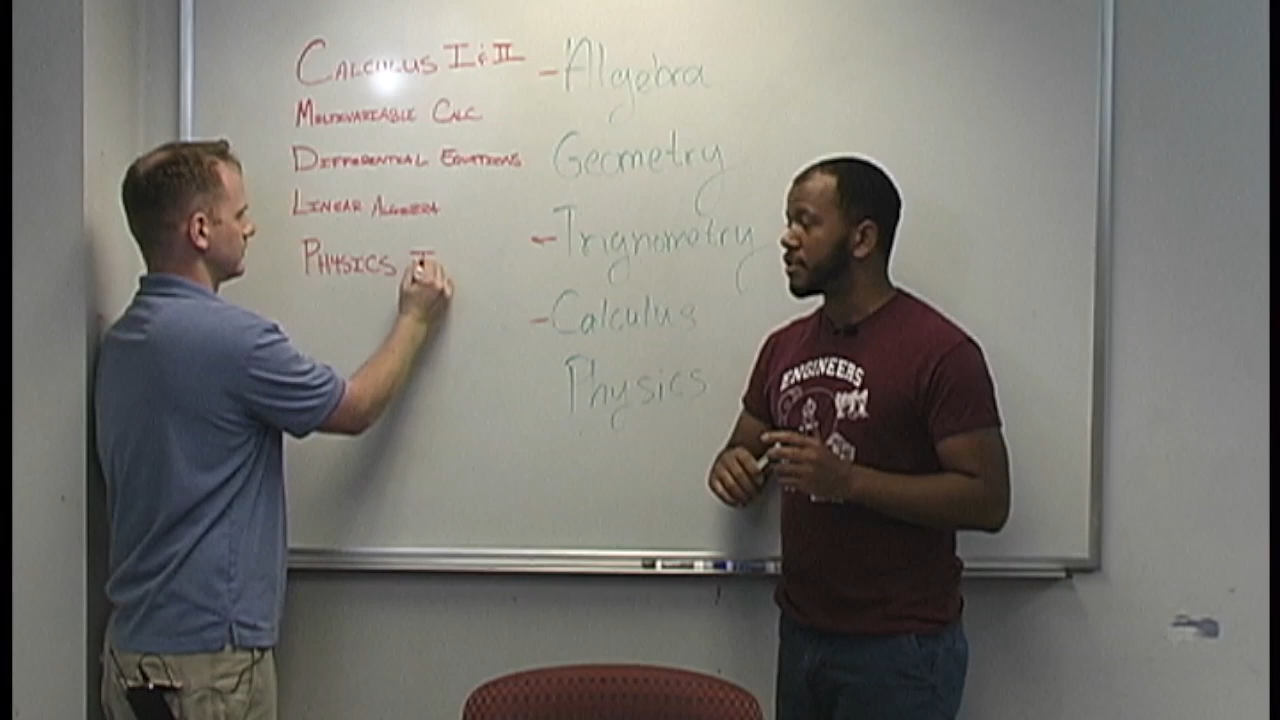 CALCULUS I & II
MULTIVARIABLE CALC
DIFFERENTIAL EQUATIONS
LINEAR ALGEBRA
PHYSICS I
-Algebra
Geometry
-Trignometry
-Calculus
Physics
ENGINEERS